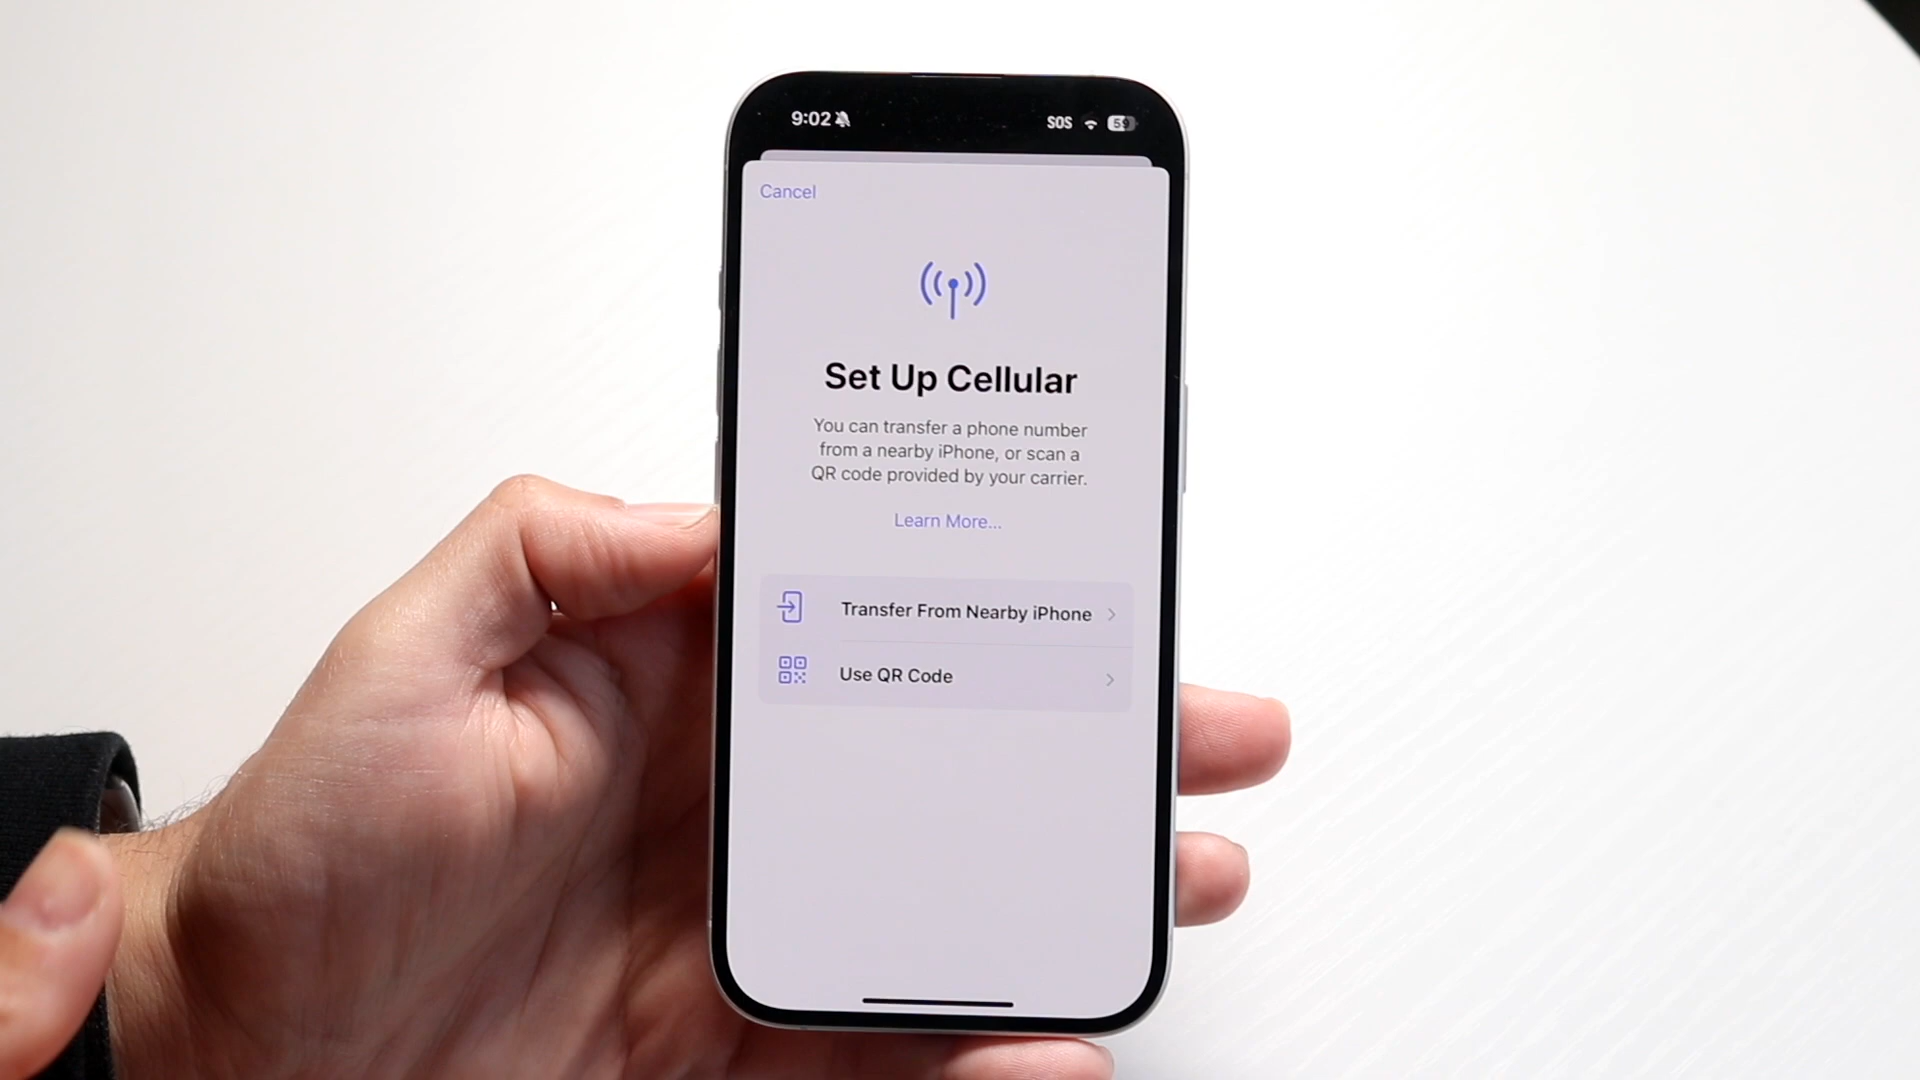 9:02 SOS 59
Cancel
Set Up Cellular
You can transfer a phone number
from a nearby iPhone, or scan a
QR code provided by your carrier.
Learn More...
Transfer From Nearby iPhone
Use QR Code